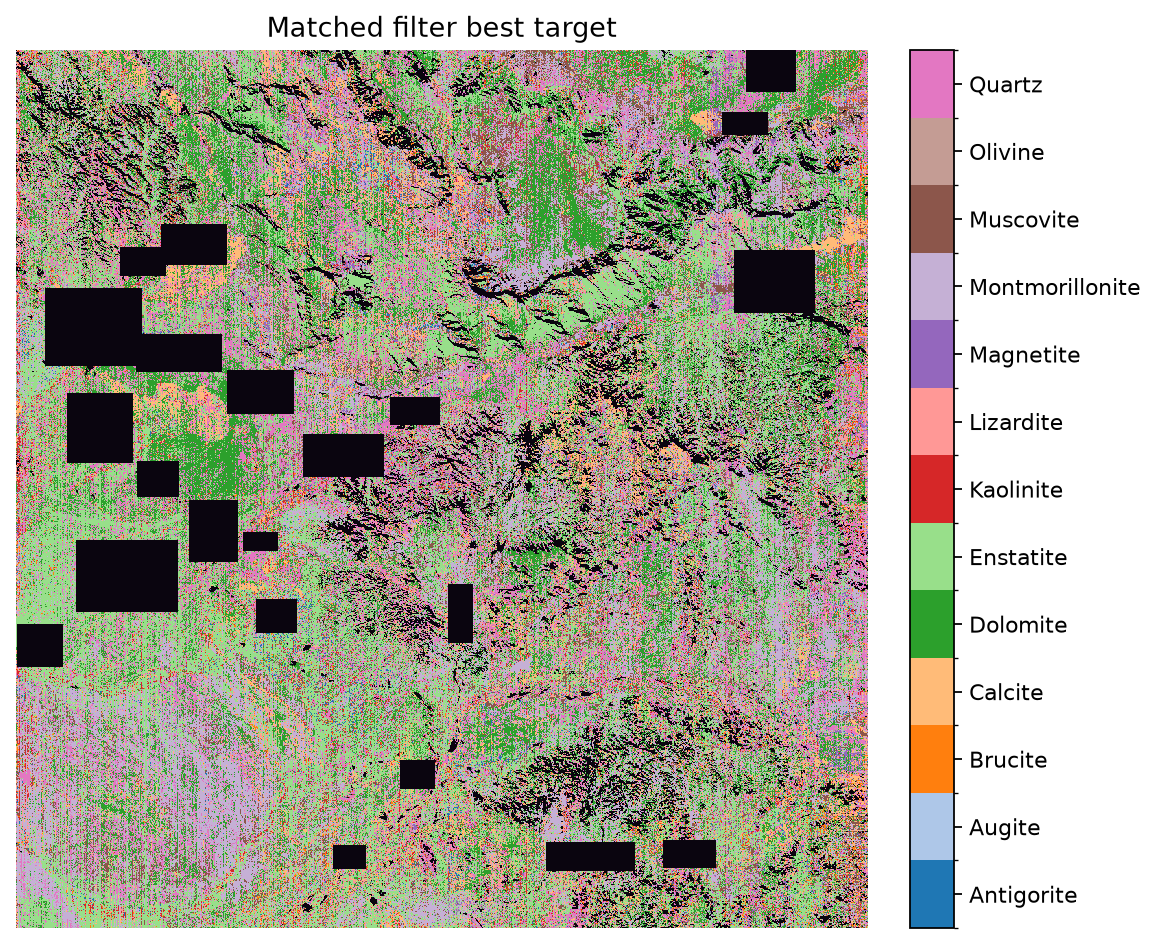 Matched filter best target
Quartz
Olivine
Muscovite
Montmorillonite
Magnetite
Lizardite
Kaolinite
Enstatite
Dolomite
Calcite
Brucite
Augite
Antigorite